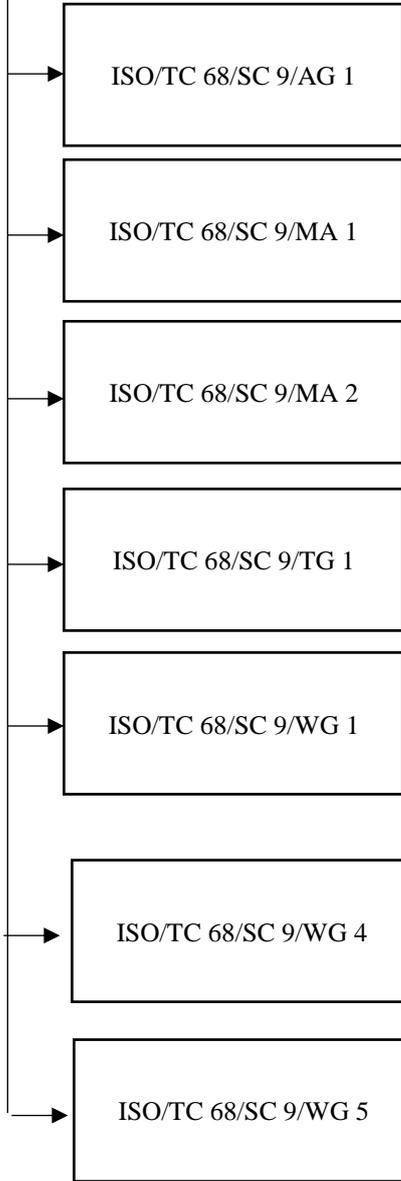 ISO/TC 68/SC 9/AG 1
ISO/TC 68/SC 9/MA 1
ISO/TC 68/SC 9/MA 2
ISO/TC 68/SC 9/TG 1
ISO/TC 68/SC 9/WG 1
ISO/TC 68/SC 9/WG 4
ISO/TC 68/SC 9/WG 5